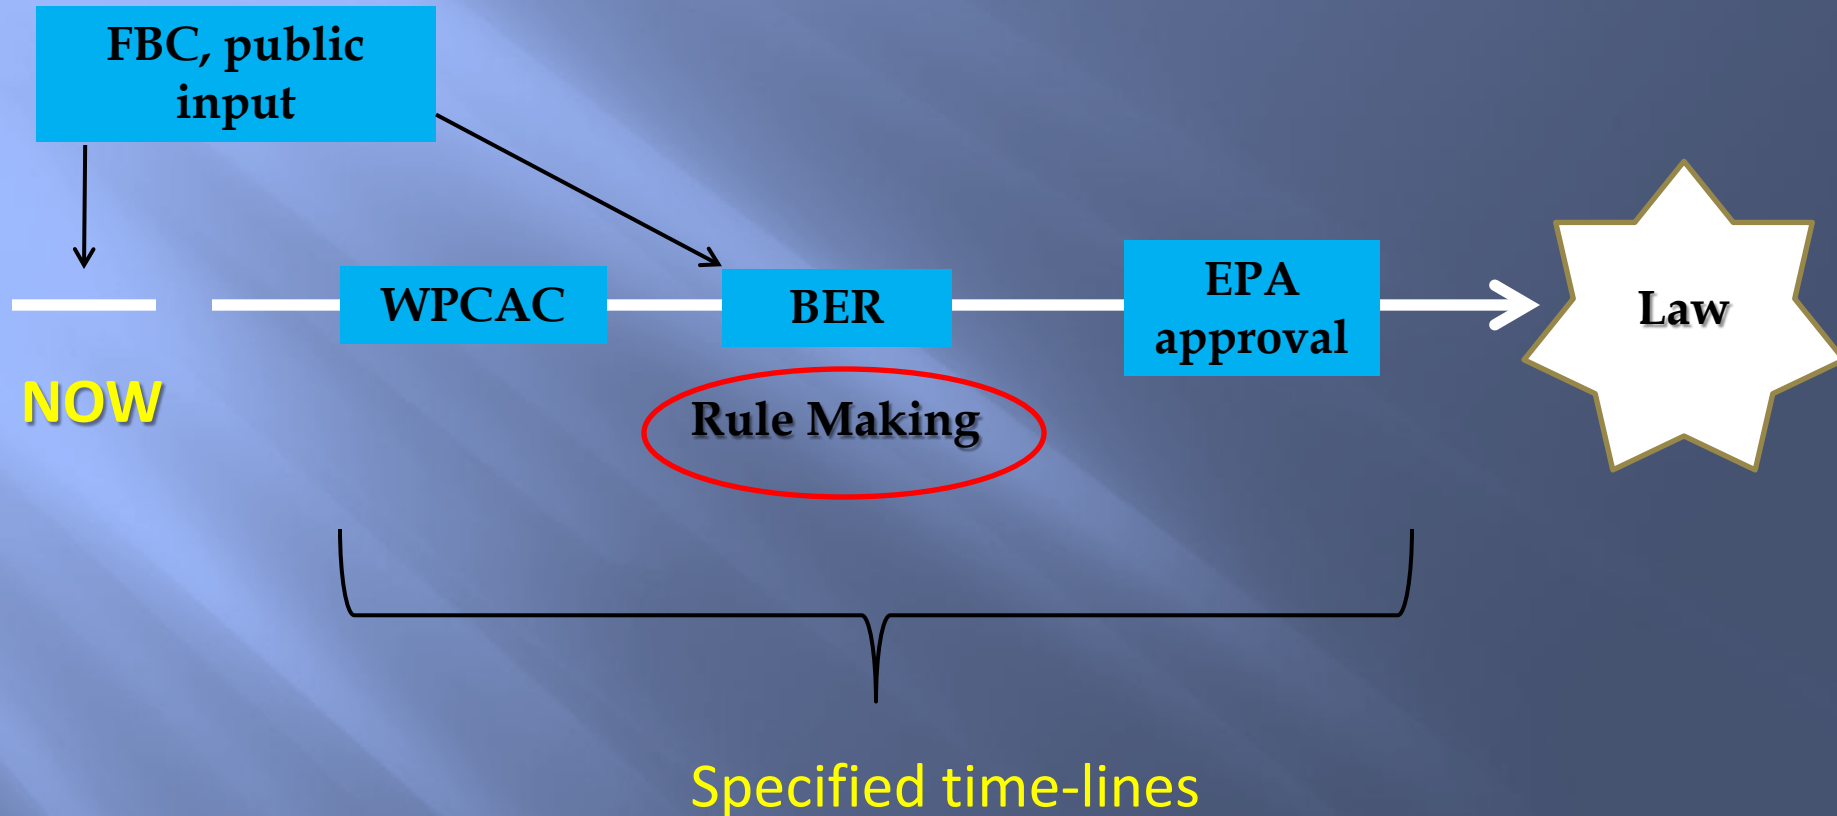 FBC, public
input
WPCAC
BER
EPA
approval
Law
NOW
Rule Making
Specified time-lines